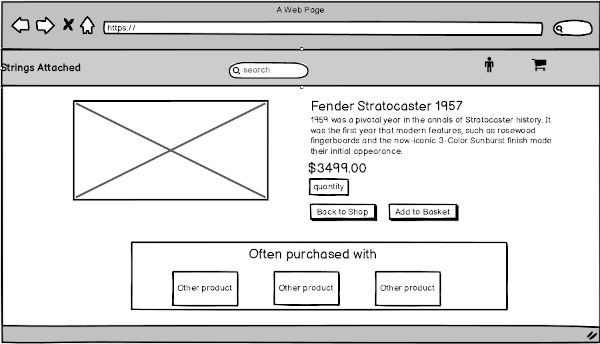 A Web Page
https://
Strings Attached
search
Fender Stratocaster 1957
1959 was a pivotal year in the annals of Stratocaster history. It
was the first year that modern features, such as rosewood
fingerboards and the now-iconic 3-Color Sunburst finish made
their initial appearance.
$3499.00
quantity
Back to Shop
Add to Basket
Often purchased with
Other product
Other product
Other product